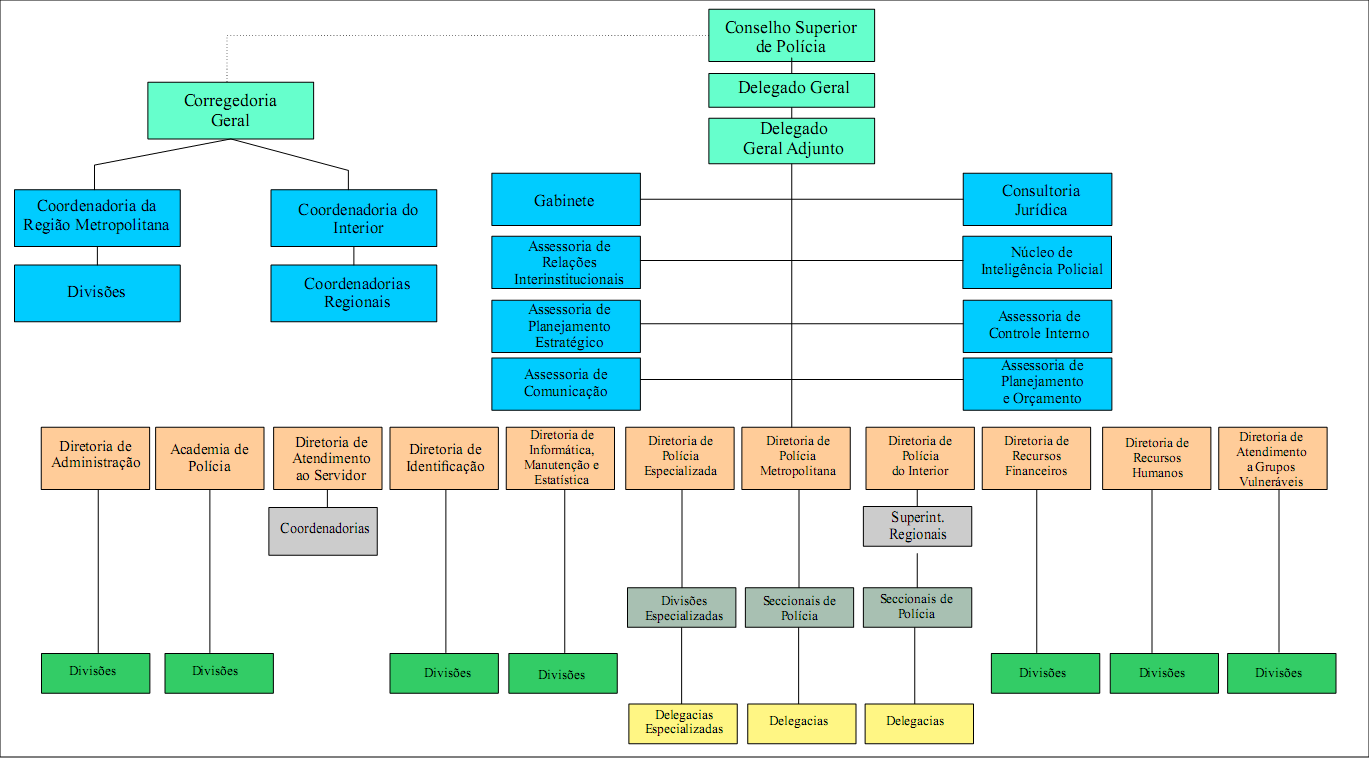 Conselho Superior
de Polícia
Delegado Geral
Delegado
Geral Adjunto
Corregedoria
Geral
Coordenadoria da
Região Metropolitana
Coordenadoria do
Interior
Divisões
Coordenadorias
Regionais
Gabinete
Consultoria
Jurídica
Assessoria de
Relações
Interinstitucionais
Núcleo de
Inteligência Policial
Assessoria de
Planejamento
Estratégico
Assessoria de
Controle Interno
Assessoria de
Comunicação
Assessoria de
Planejamento
e Orçamento
Diretoria de
Administração
Academia de
Polícia
Diretoria de
Atendimento
ao Servidor
Diretoria de
Identificação
Diretoria de
Informática,
Manutenção e
Estatística
Diretoria de
Polícia
Especializada
Diretoria de
Polícia
Metropolitana
Diretoria de
Polícia
do Interior
Diretoria de
Recursos
Financeiros
Diretoria de
Recursos
Humanos
Diretoria de
Atendimento
a Grupos
Vulneráveis
Coordenadorias
Superint.
Regionais
Divisões
Especializadas
Seccionais de
Polícia
Seccionais de
Polícia
Divisões
Divisões
Divisões
Divisões
Divisões
Divisões
Divisões
Delegacias
Especializadas
Delegacias
Delegacias